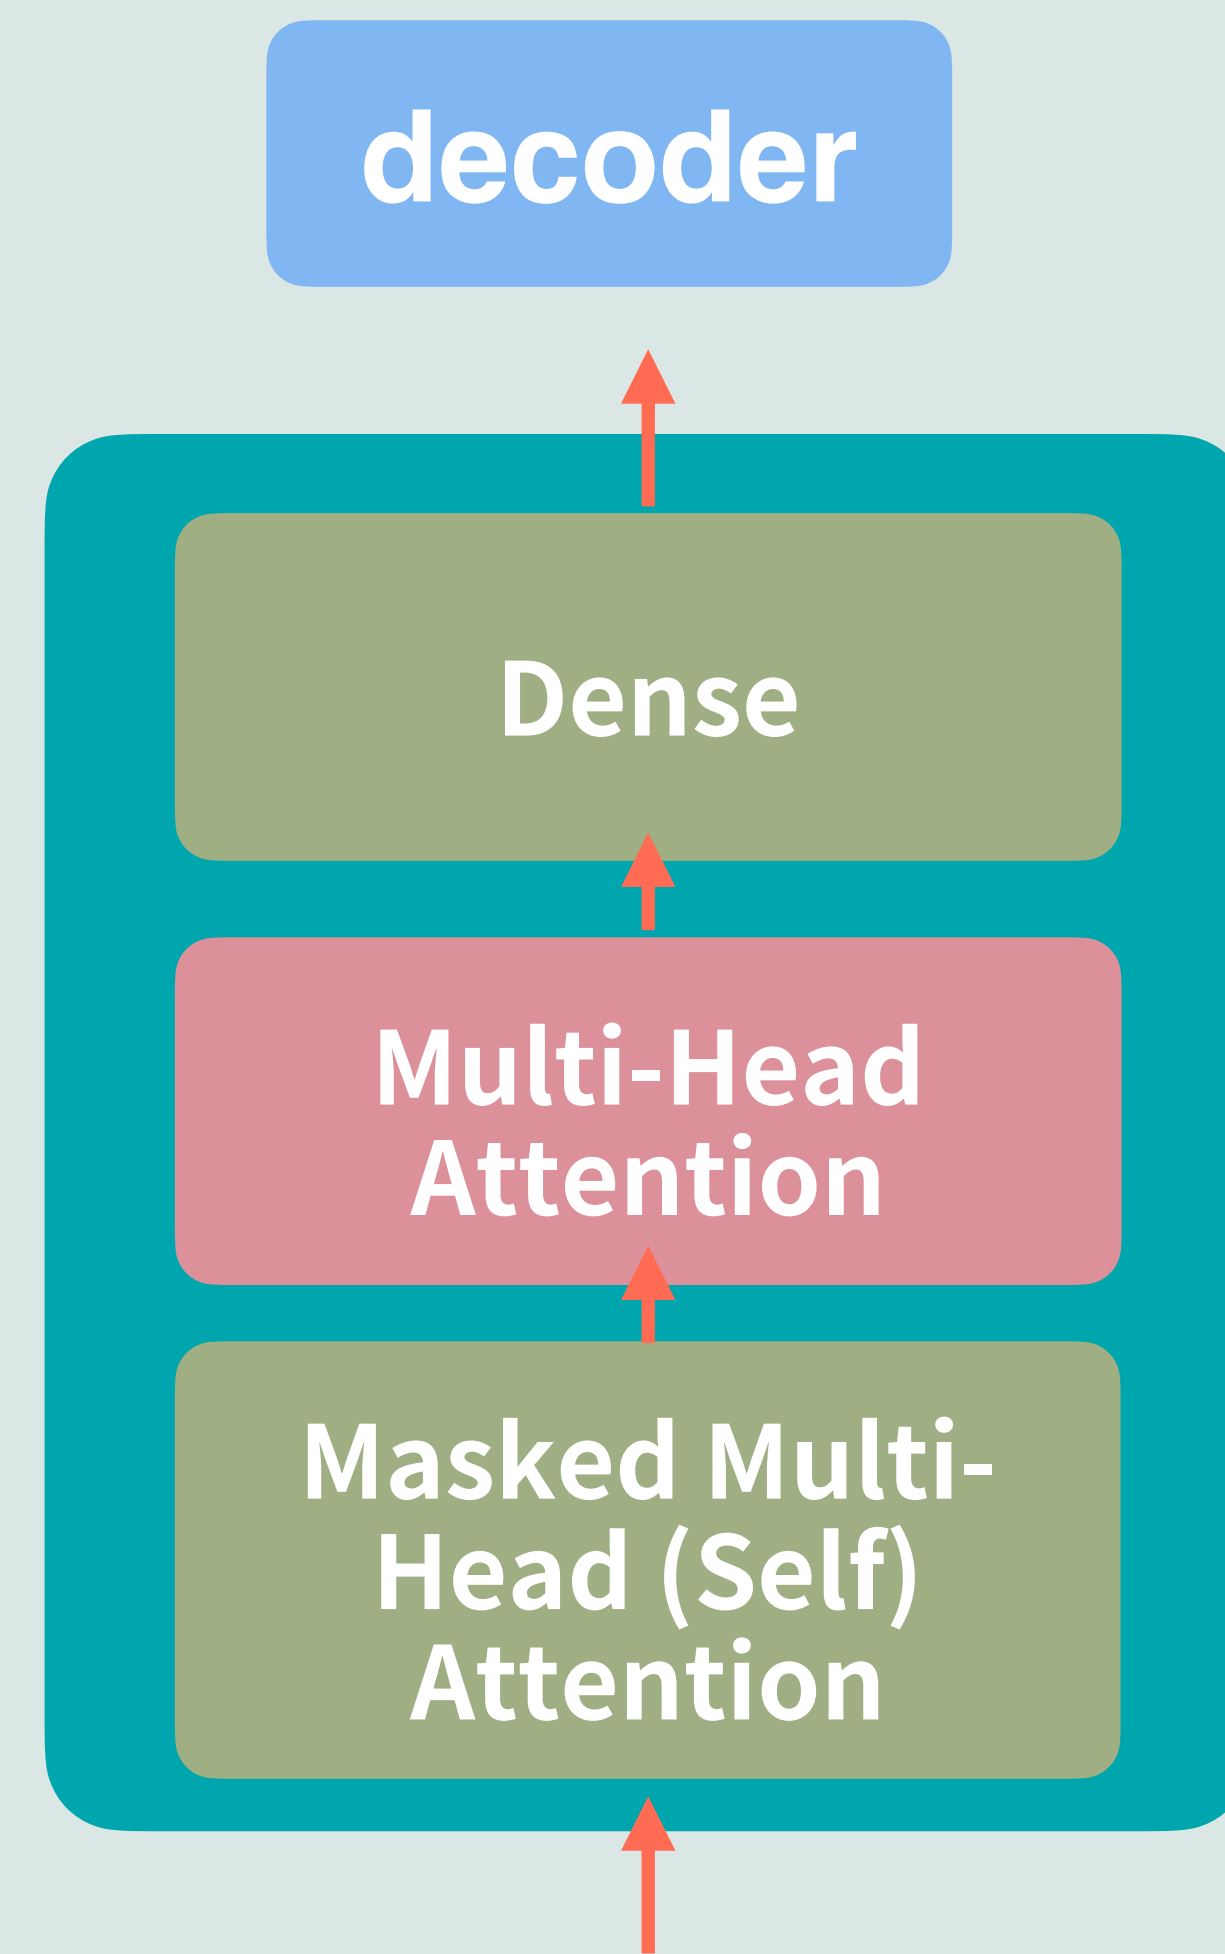 decoder
Dense
Multi-Head
Attention
Masked Multi-
Head (Self)
Attention